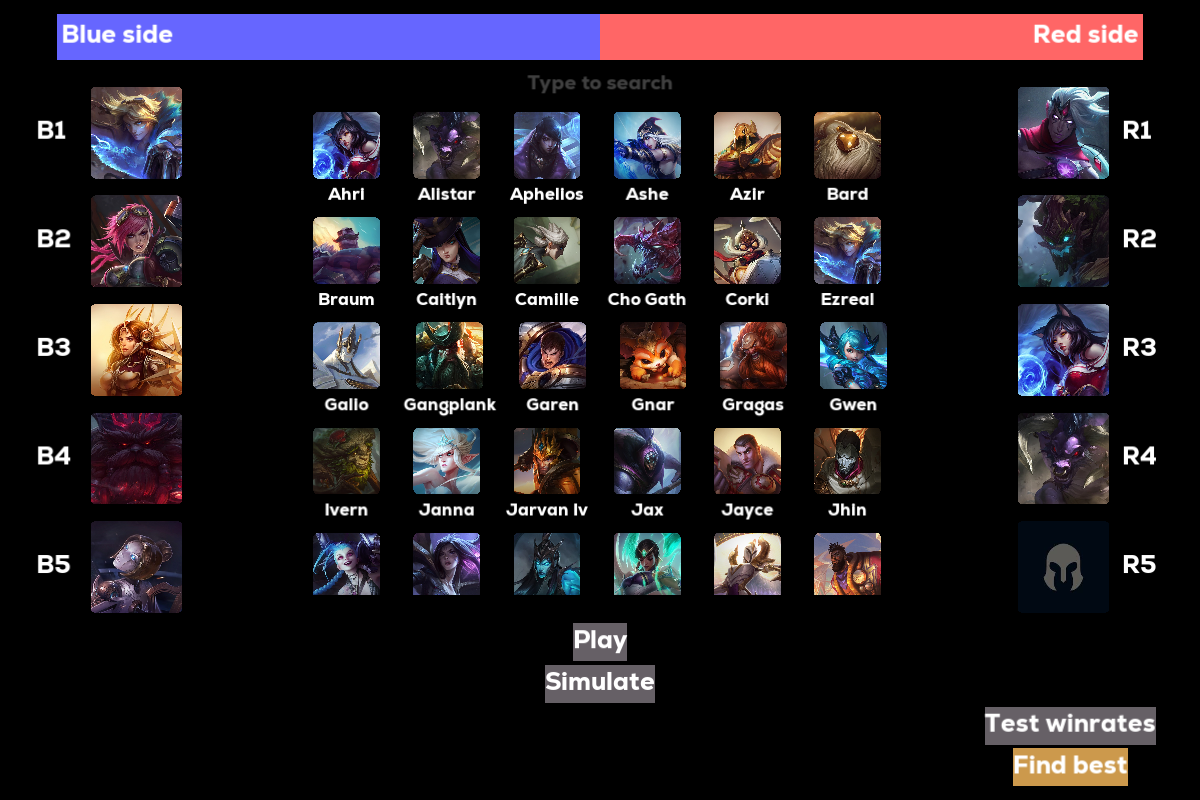 Blue side
Red side
Type to search
B1
R1
Ahri Alistar Aphelios Ashe Azir Bard
B2
R2
Braum Caitlyn Camille Cho Gath Corki Ezreal
B3
R3
Galio Gangplank Garen Gnar Gragas Gwen
B4
R4
Ivern Janna Jarvan Iv Jax Jayce Jhin
B5
R5
Play
Simulate
Test winrates
Find best